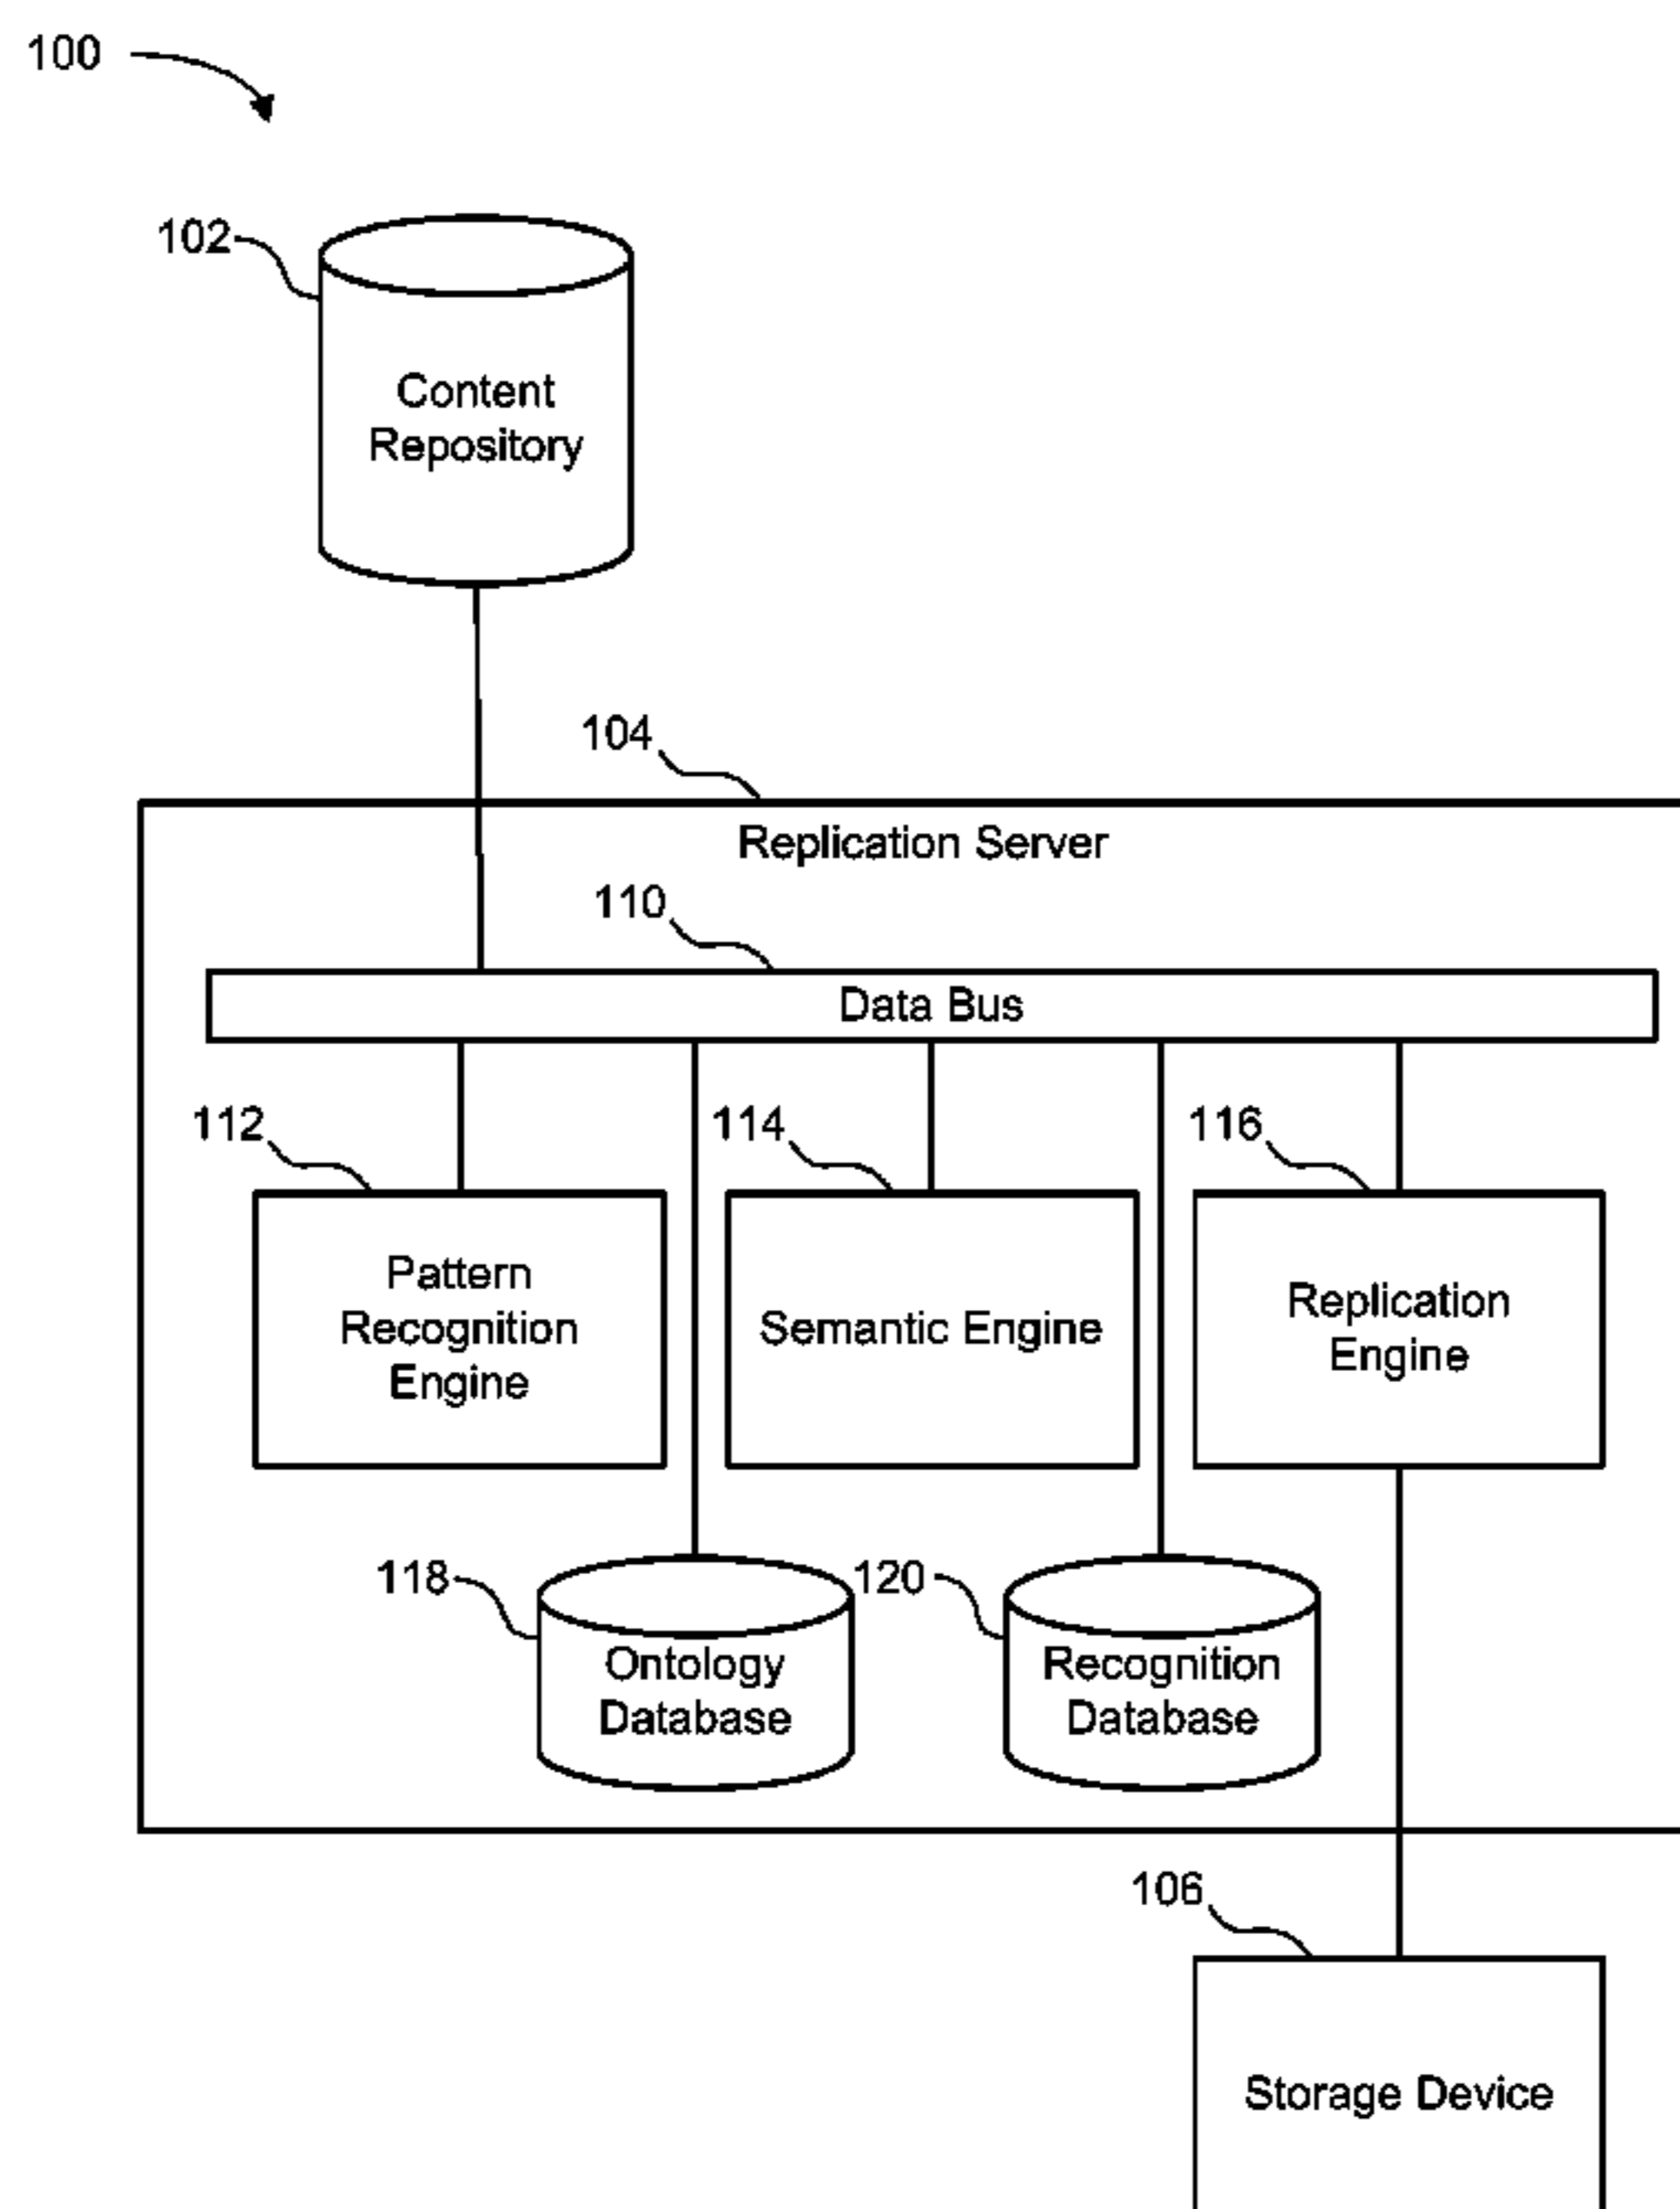 100
102
Content
Repository
104
Replication Server
110
Data Bus
112
114
116
Pattern
Recognition
Engine
Semantic Engine
Replication
Engine
118
120
Ontology
Database
Recognition
Database
106
Storage Device